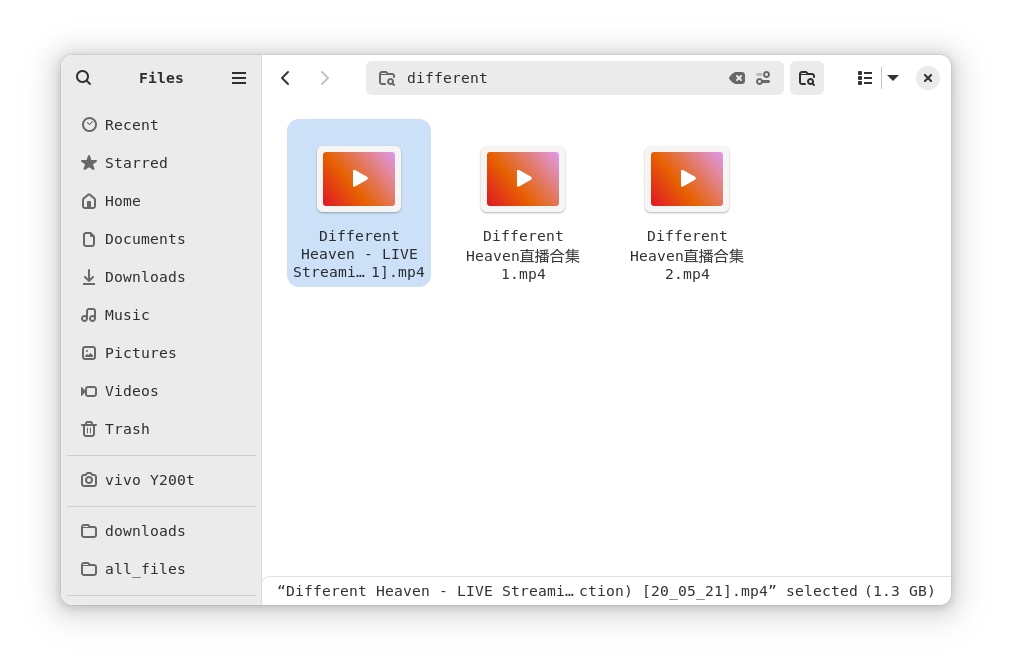 Files
different
Recent
Starred
Home
Documents
Downloads
Music
Pictures
Videos
Trash
vivo Y200t
downloads
all_files
Different
Heaven - LIVE
Streami… 1].mp4
Different
Heaven直播合集
1.mp4
Different
Heaven直播合集
2.mp4
“Different Heaven - LIVE Streami… ction) [20_05_21].mp4” selected (1.3 GB)